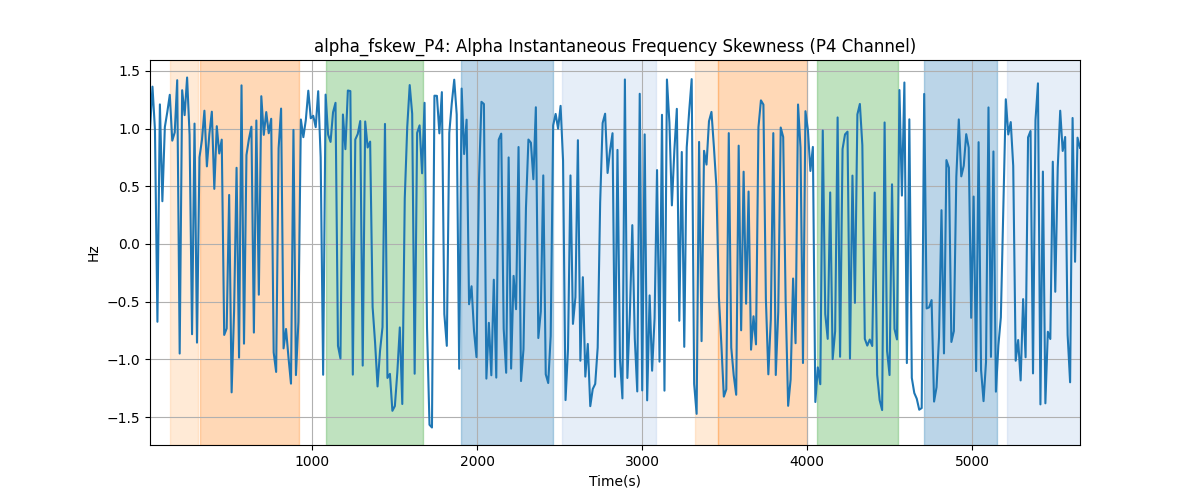 alpha_fskew_P4: Alpha Instantaneous Frequency Skewness (P4 Channel)
1.5
1.0
0.5
0.0
−0.5
−1.0
−1.5
Hz
1000 2000 3000 4000 5000
Time(s)